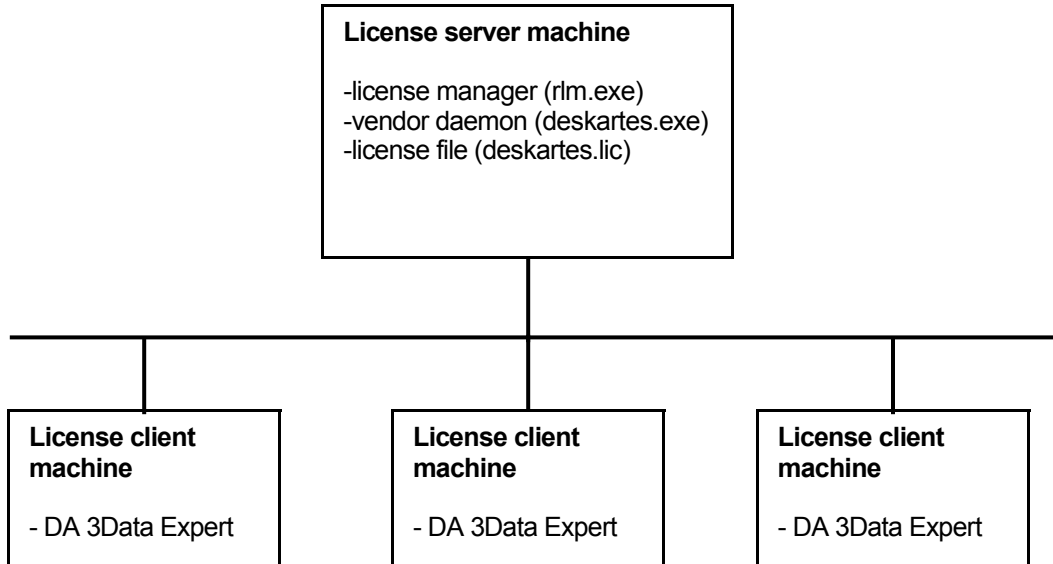 License server machine
-license manager (rlm.exe)
-vendor daemon (deskartes.exe)
-license file (deskartes.lic)
License client
machine
- DA 3Data Expert
License client
machine
- DA 3Data Expert
License client
machine
- DA 3Data Expert